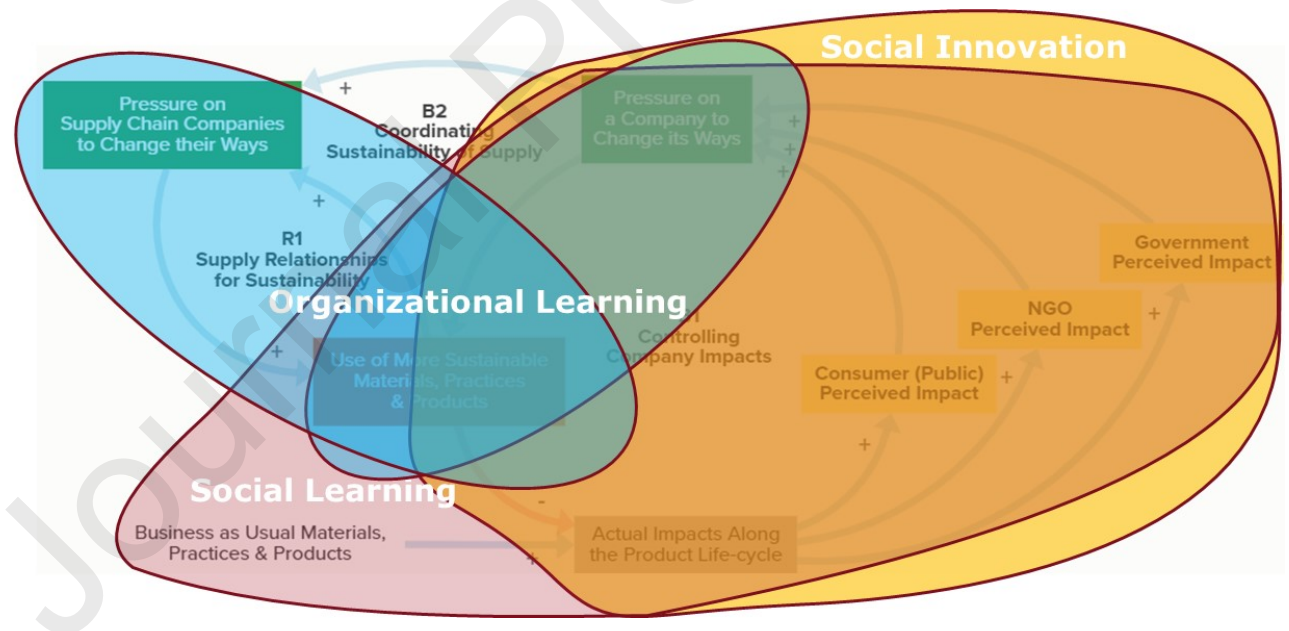 Social Innovation
Pressure on
Supply Chain Companies
to Change their Ways
+
B2
Coordinating
Sustainability of Supply
Pressure on
a Company to
Change its Ways
+
+
+
+
R1
Supply Relationships
for Sustainability
Government
Perceived Impact
Organizational Learning
Controlling
Company Impacts
NGO
Perceived Impact
+
+
Use of More Sustainable
Materials, Practices
& Products
Consumer (Public)
Perceived Impact
+
+
Social Learning
-
Business as Usual Materials,
Practices & Products
+
Actual Impacts Along
the Product Life-cycle